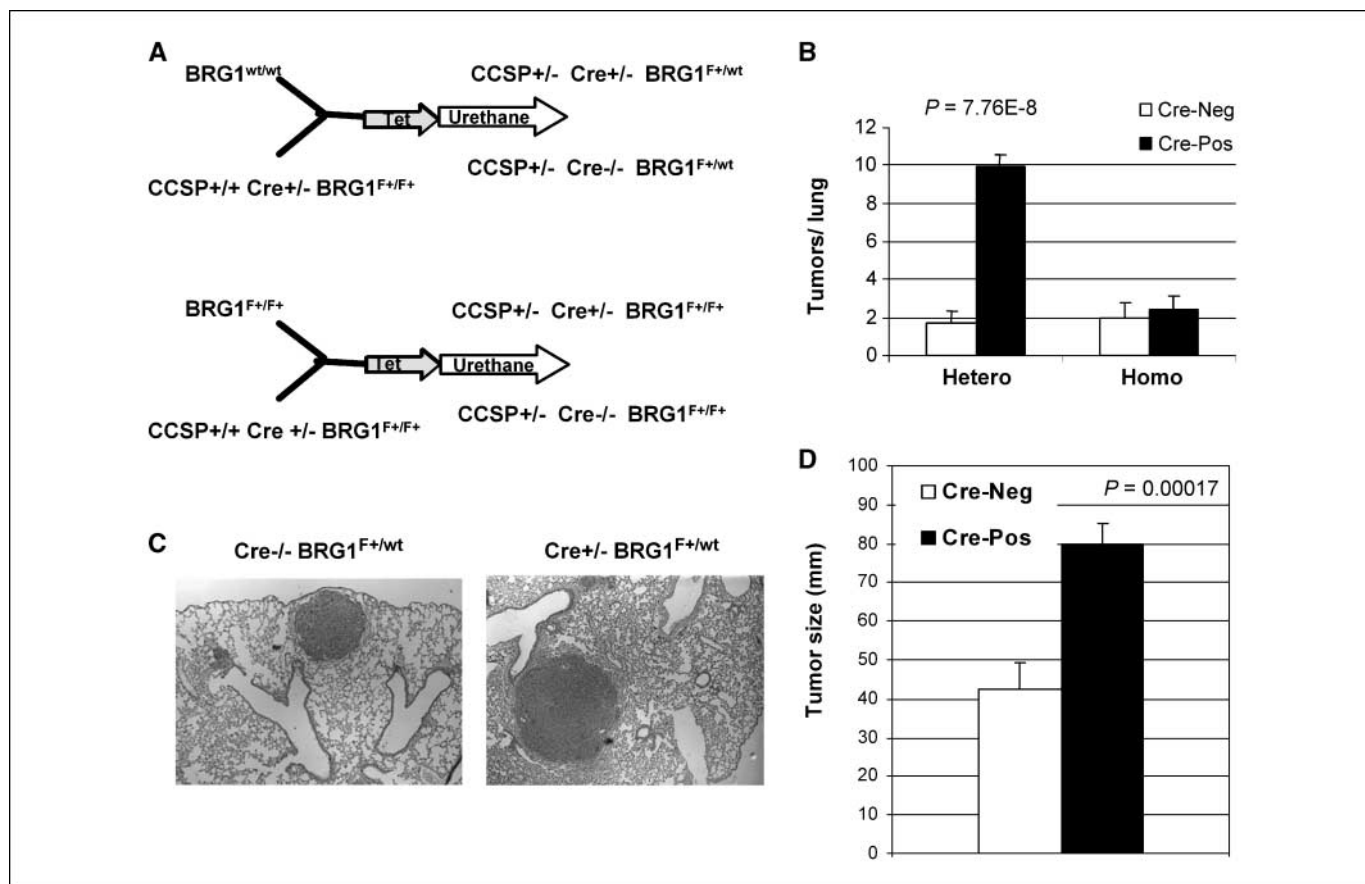 A
BRG1wt/wt
CCSP+/- Cre+/- BRG1F+/wt
Tet
Urethane
CCSP+/- Cre-/- BRG1F+/wt
CCSP+/+ Cre+/- BRG1F+/F+
BRG1F+/F+
CCSP+/- Cre+/- BRG1F+/F+
Tet
Urethane
CCSP+/- Cre-/- BRG1F+/F+
CCSP+/+ Cre +/- BRG1F+/F+
B
P = 7.76E-8
Cre-Neg
Cre-Pos
Tumors/ lung
12
10
8
6
4
2
0
Hetero
Homo
C
Cre-/- BRG1F+/wt
Cre+/- BRG1F+/wt
D
Cre-Neg
P = 0.00017
Cre-Pos
Tumor size (mm)
100
90
80
70
60
50
40
30
20
10
0